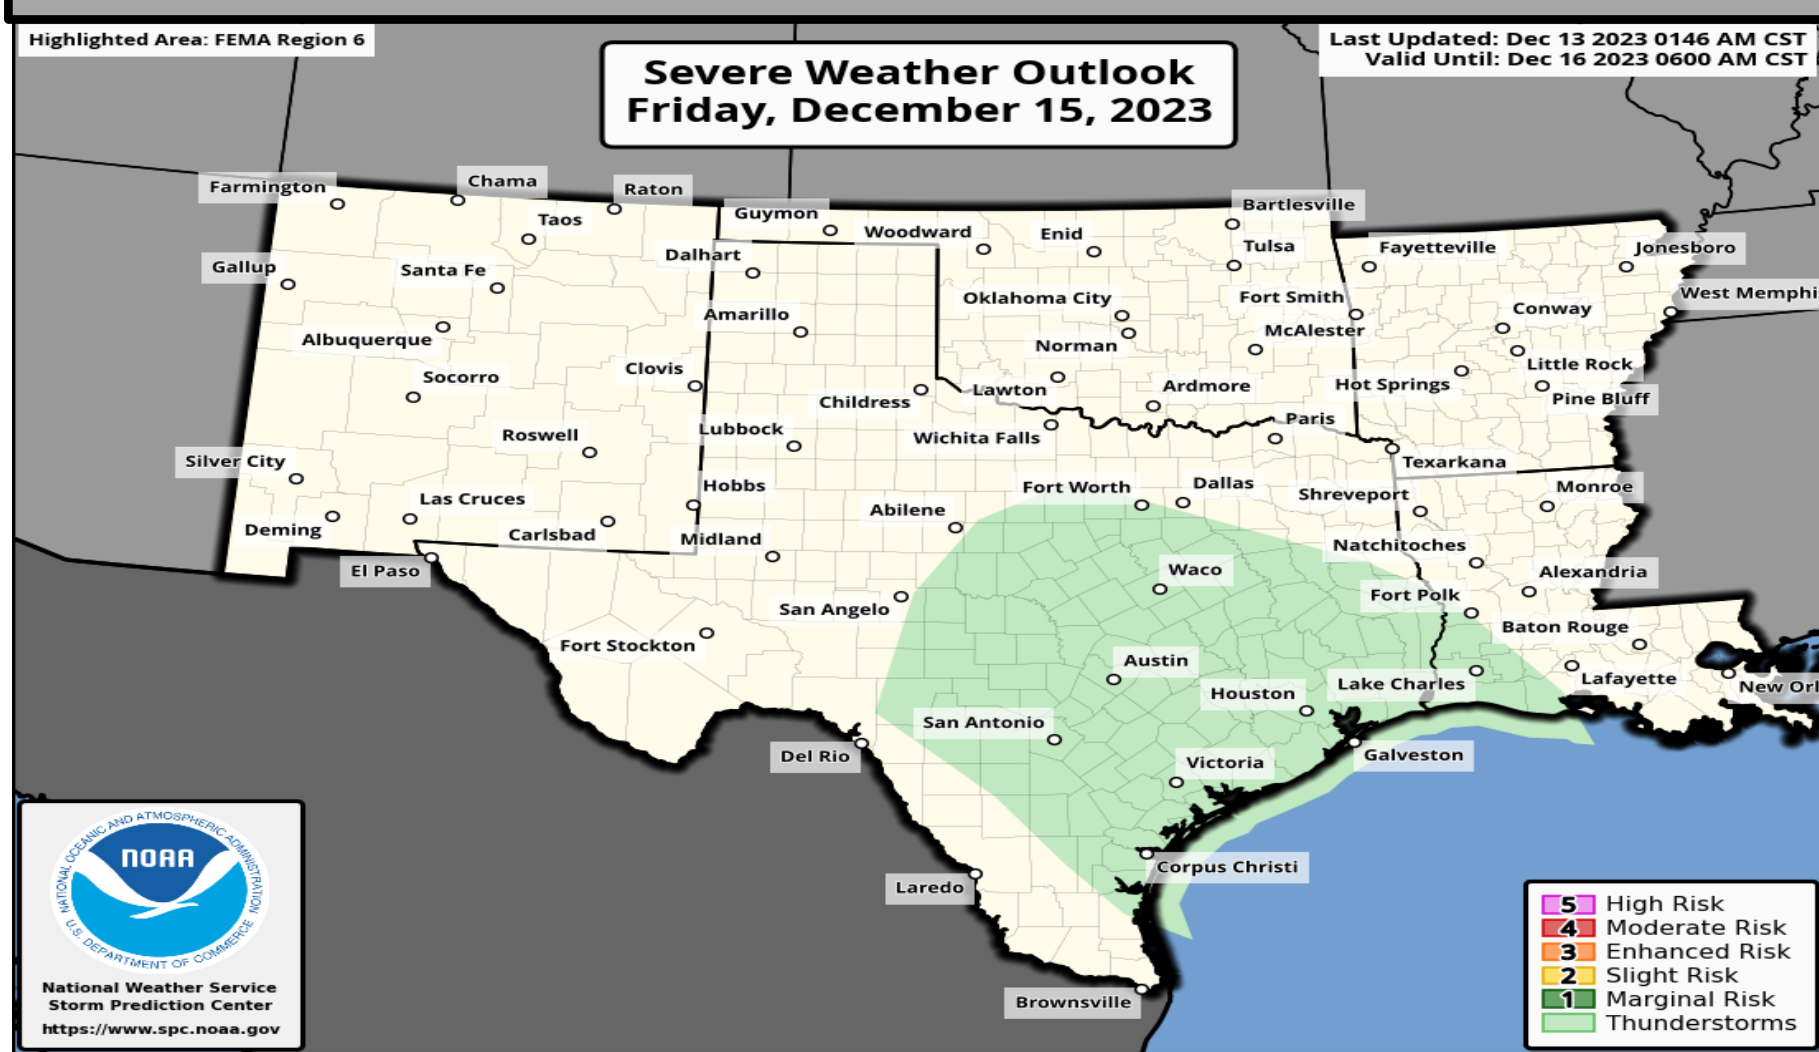 Highlighted Area: FEMA Region 6
Last Updated: Dec 13 2023 0146 AM CST
Valid Until: Dec 16 2023 0600 AM CST
Severe Weather Outlook
Friday, December 15, 2023
Farmington
Chama
Raton
Taos
Guymon
Woodward
Enid
Bartlesville
Tulsa
Fayetteville
Jonesboro
Gallup
Santa Fe
Dalhart
Oklahoma City
Fort Smith
Conway
West Memphi
Albuquerque
Amarillo
Norman
McAlester
Little Rock
Socorro
Clovis
Childress
Lawton
Ardmore
Hot Springs
Pine Bluff
Roswell
Lubbock
Wichita Falls
Paris
Texarkana
Silver City
Las Cruces
Hobbs
Abilene
Fort Worth
Dallas
Shreveport
Monroe
Deming
Carlsbad
Midland
Natchitoches
El Paso
Waco
Alexandria
San Angelo
Fort Polk
Fort Stockton
Baton Rouge
Austin
Houston
Lake Charles
Lafayette
New Orl
San Antonio
Del Rio
Victoria
Galveston
Laredo
Corpus Christi
Brownsville
NATIONAL OCEANIC AND ATMOSPHERIC ADMINISTRATION
NOAA
U.S. DEPARTMENT OF COMMERCE
National Weather Service
Storm Prediction Center
https://www.spc.noaa.gov
5 High Risk
4 Moderate Risk
3 Enhanced Risk
2 Slight Risk
1 Marginal Risk
Thunderstorms